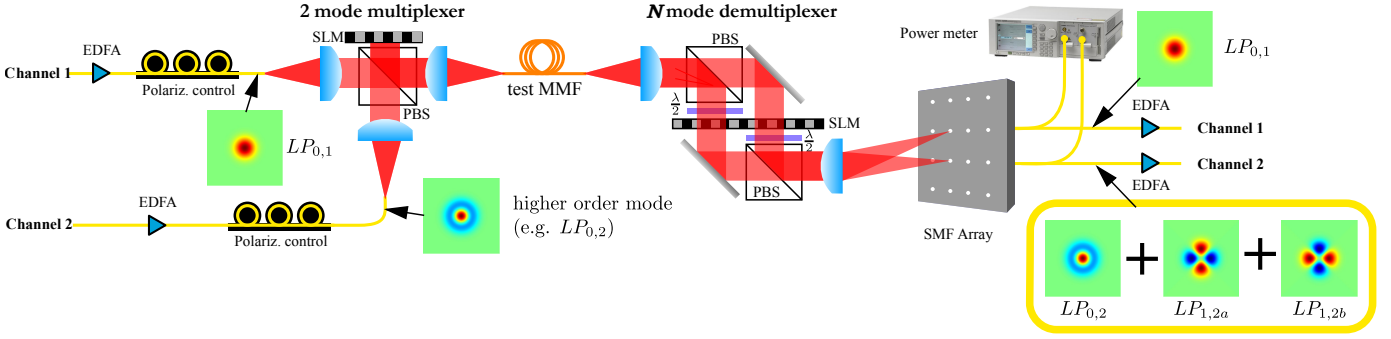 2 mode multiplexer
N mode demultiplexer
SLM
EDFA
Channel 1
Polariz. control
PBS
LP0,1
test MMF
PBS
λ/2
SLM
λ/2
PBS
Power meter
LP0,1
EDFA
Channel 1
Channel 2
EDFA
SMF Array
EDFA
Channel 2
Polariz. control
higher order mode
(e.g. LP0,2)
+ +
LP0,2 LP1,2a LP1,2b